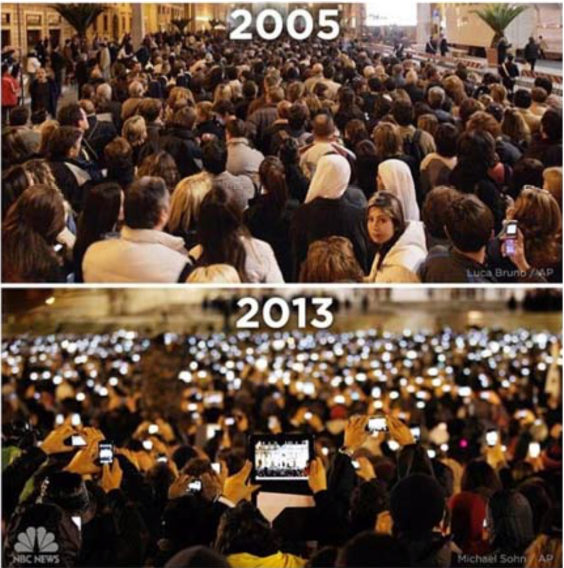 2005
Luca Bruno / AP
2013
NBC NEWS
Michael Sohn / AP